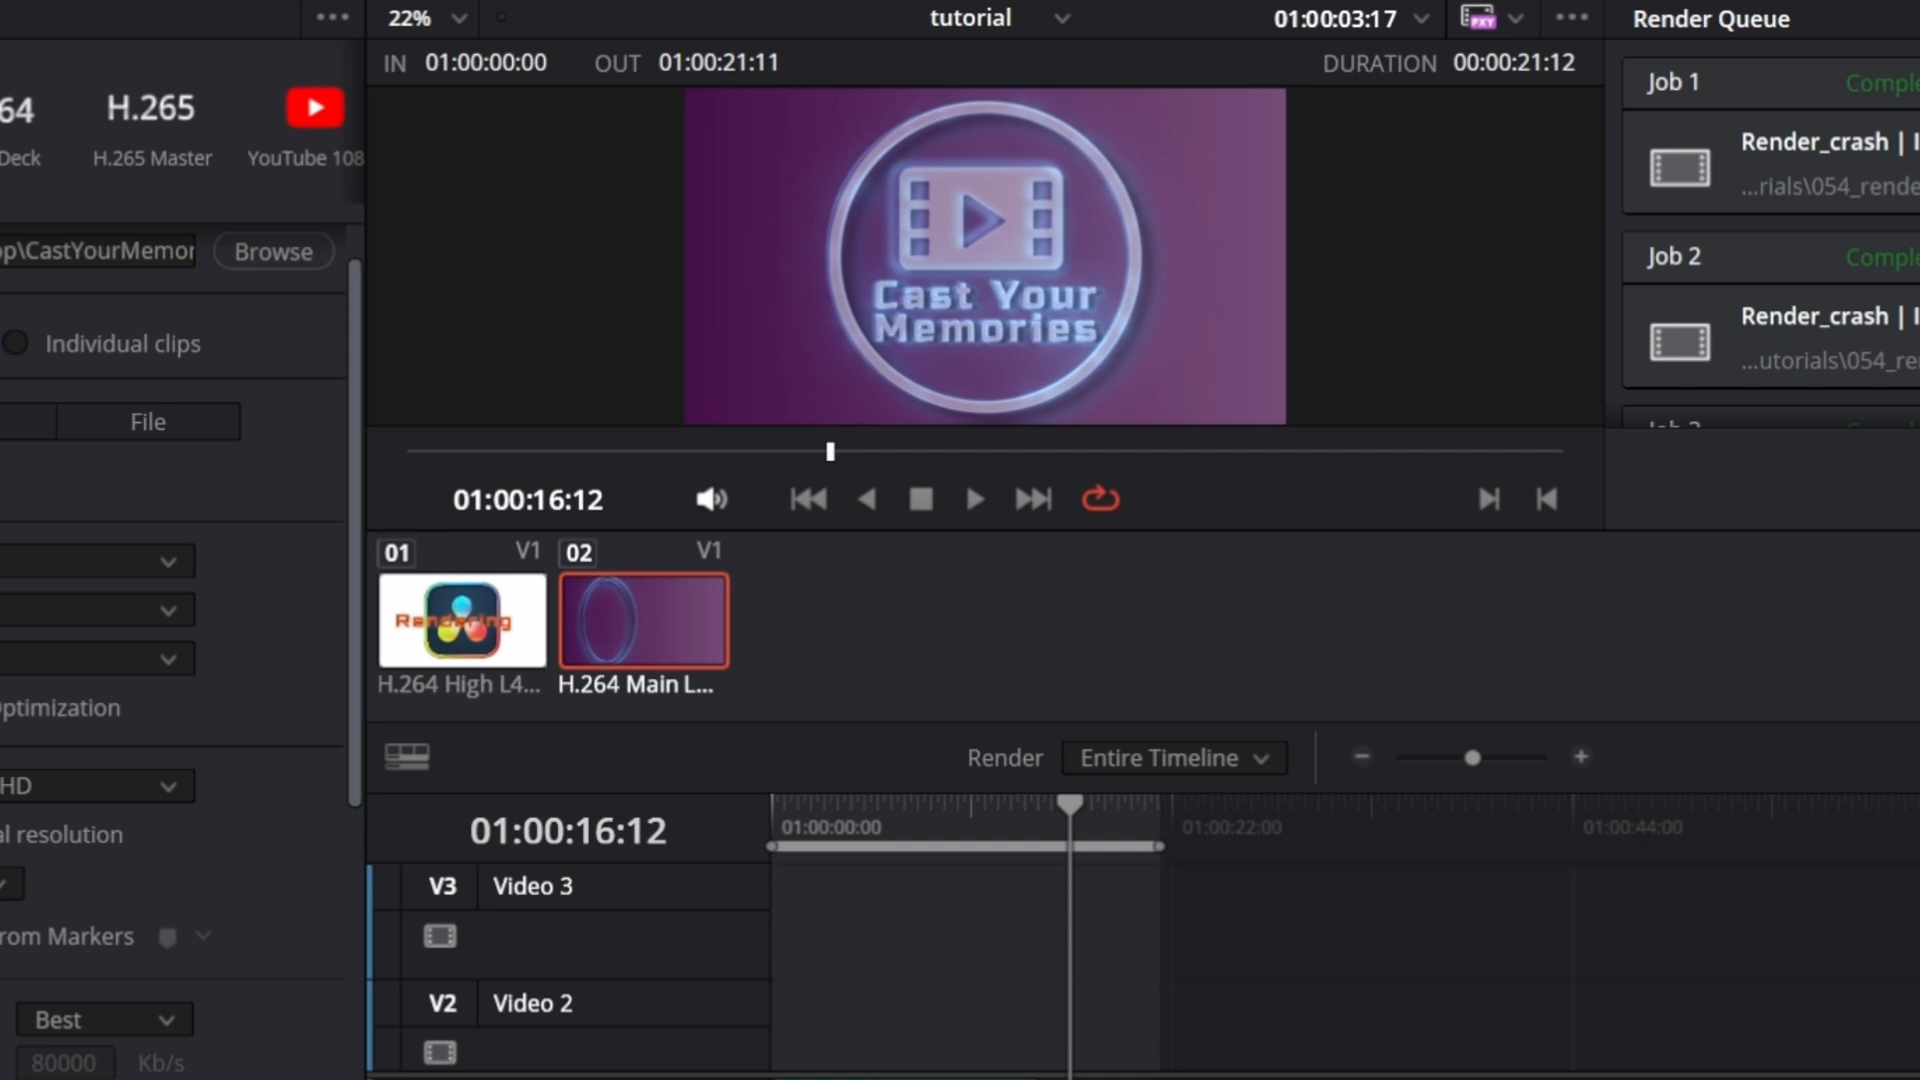 22%
tutorial
01:00:03:17
PXY
Render Queue
IN 01:00:00:00 OUT 01:00:21:11
DURATION 00:00:21:12
Job 1
64 H.265
Deck H.265 Master YouTube 108
Render_crash |
...rials\054_rende
Cast Your
Memories
op\CastYourMemor Browse
Job 2
Render_crash |
...utorials\054_re
Individual clips
File
01:00:16:12
01 V1 02 V1
Rendering
H.264 High L4... H.264 Main L...
ptimization
Render Entire Timeline
HD
01:00:16:12
01:00:00:00 01:00:22:00 01:00:44:00
al resolution
V3 Video 3
rom Markers
V2 Video 2
Best
80000 Kb/s